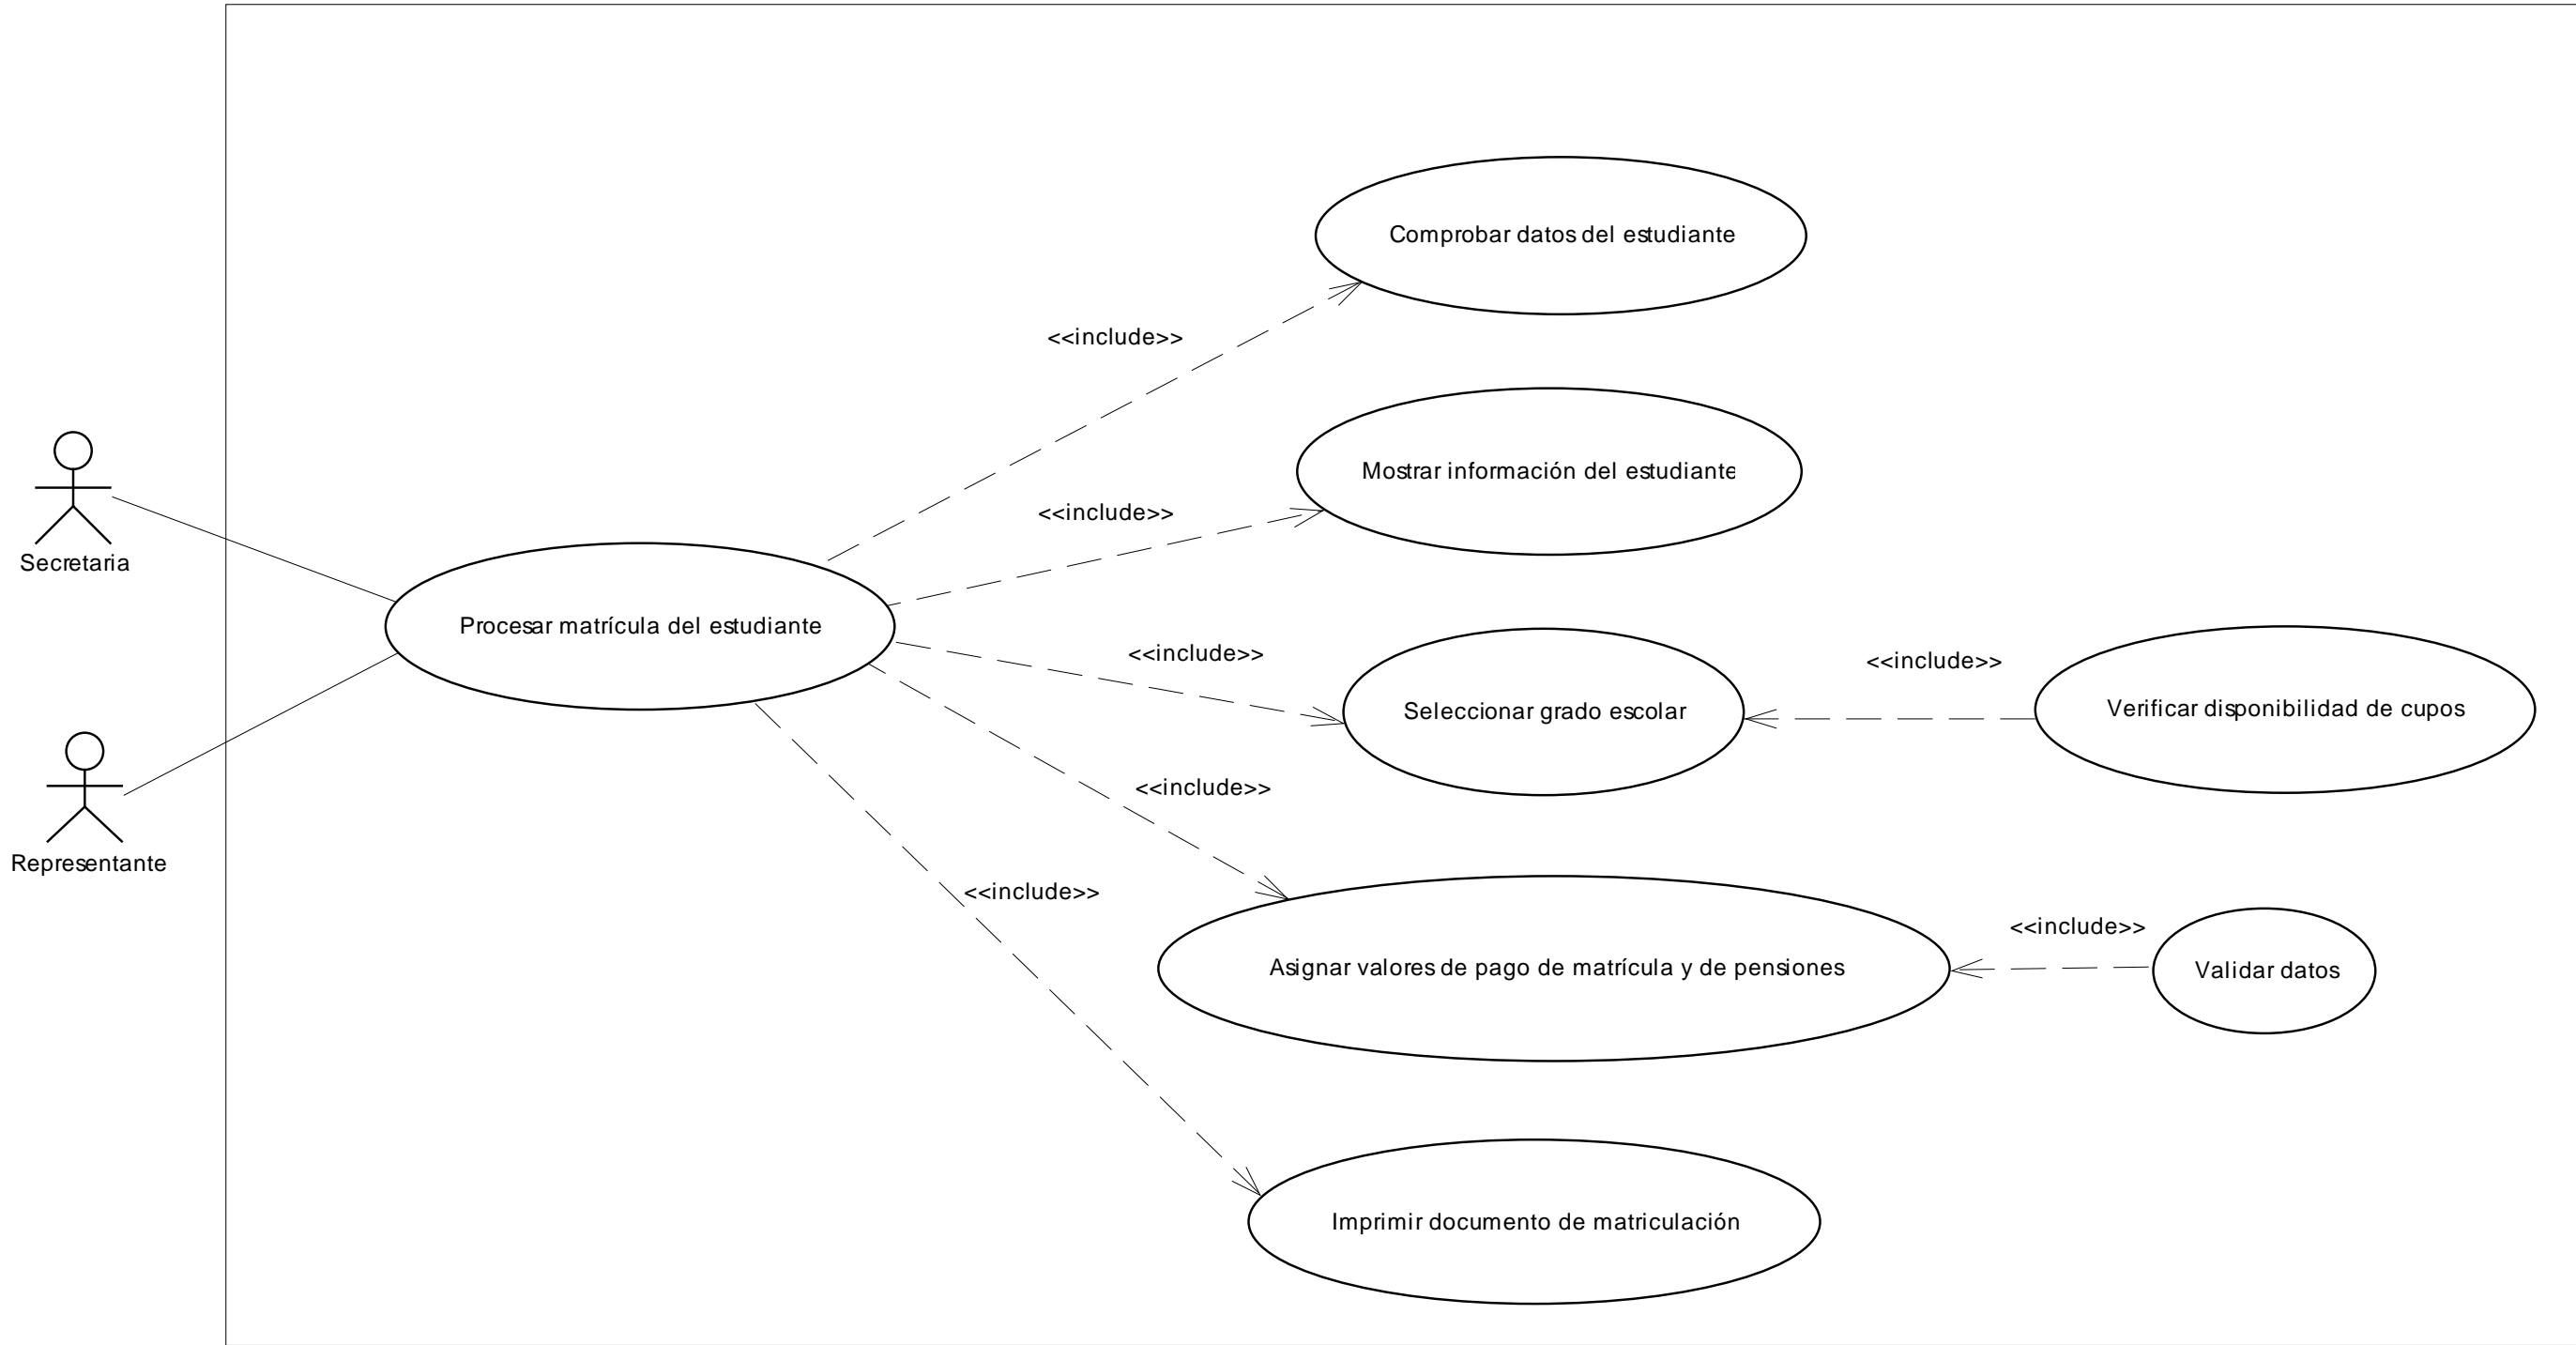 Comprobar datos del estudiante
<<include>>
Mostrar información del estudiante
<<include>>
Secretaria
Procesar matrícula del estudiante
<<include>>
<<include>>
Seleccionar grado escolar
Verificar disponibilidad de cupos
<<include>>
Representante
<<include>>
<<include>>
Asignar valores de pago de matrícula y de pensiones
Validar datos
Imprimir documento de matriculación